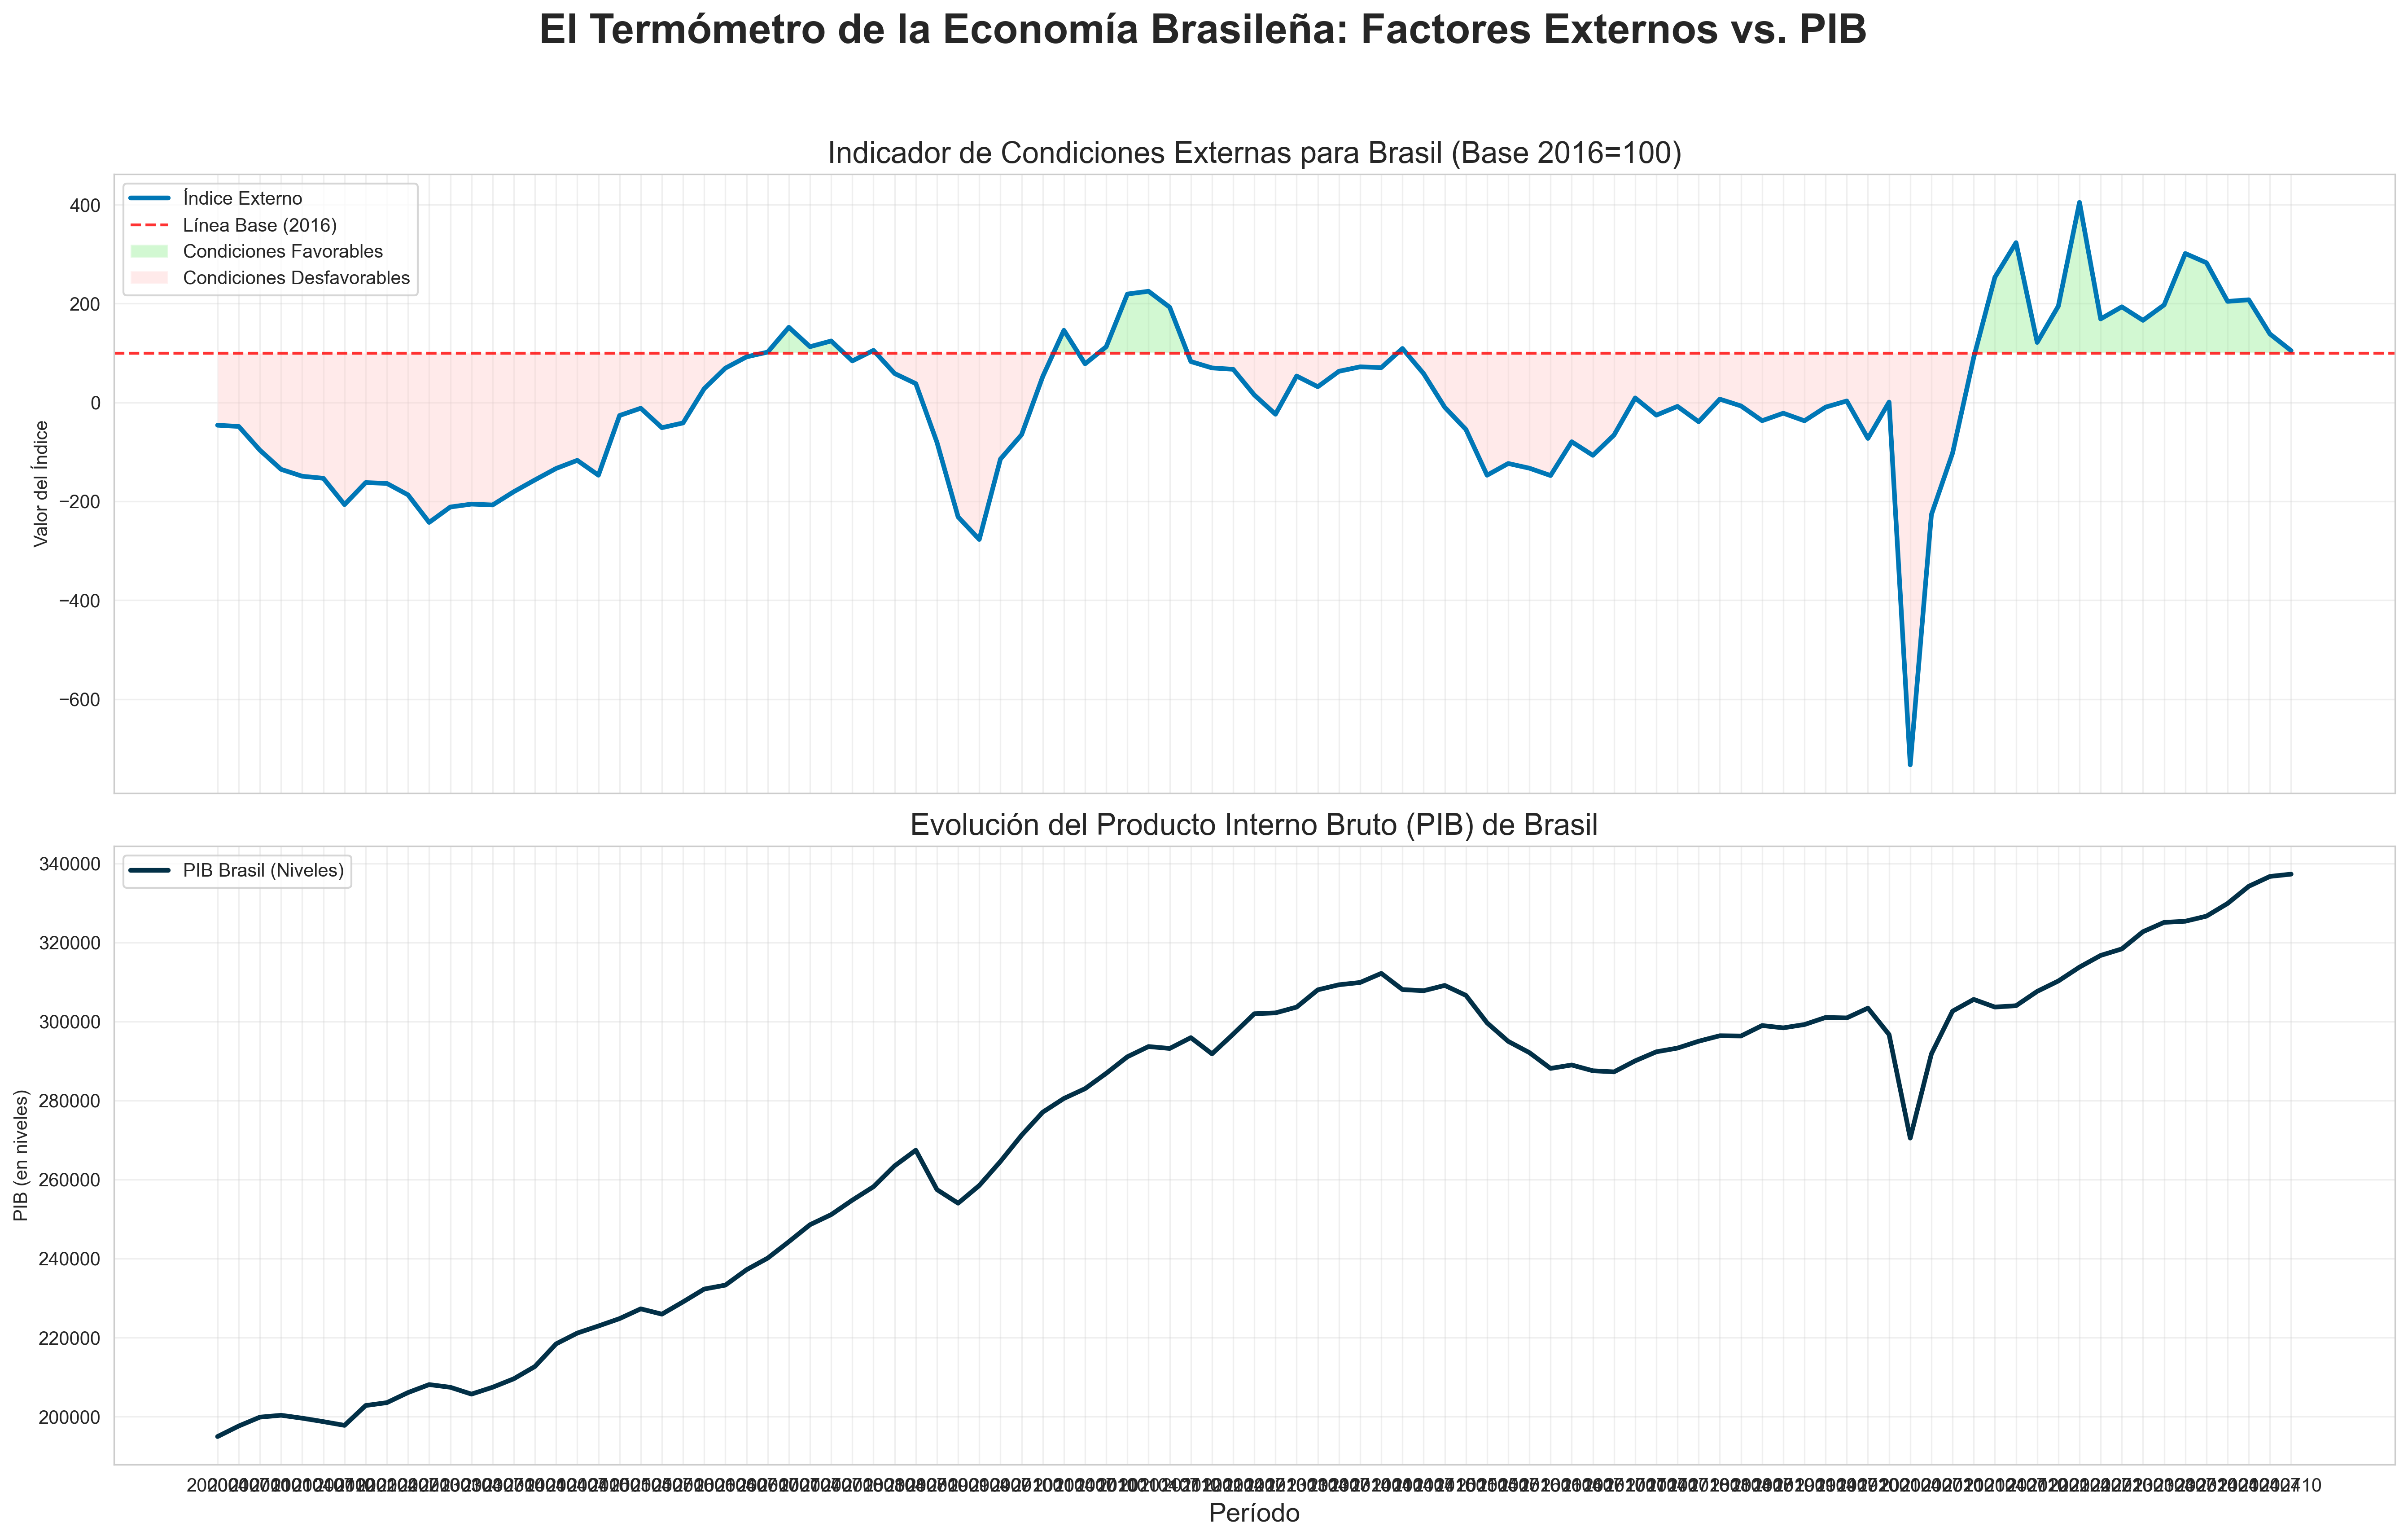 El Termómetro de la Economía Brasileña: Factores Externos vs. PIB
Indicador de Condiciones Externas para Brasil (Base 2016=100)
Índice Externo
Línea Base (2016)
Condiciones Favorables
Condiciones Desfavorables
400
200
0
−200
−400
−600
Valor del Índice
Evolución del Producto Interno Bruto (PIB) de Brasil
PIB Brasil (Niveles)
340000
320000
300000
280000
260000
240000
220000
200000
PIB (en niveles)
Período